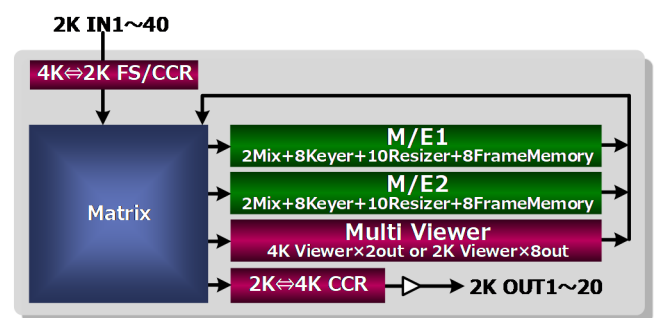 2K IN1～40
4K⇔2K FS/CCR
Matrix
M/E1
2Mix+8Keyer+10Resizer+8FrameMemory
M/E2
2Mix+8Keyer+10Resizer+8FrameMemory
Multi Viewer
4K Viewer×2out or 2K Viewer×8out
2K⇔4K CCR
2K OUT1～20